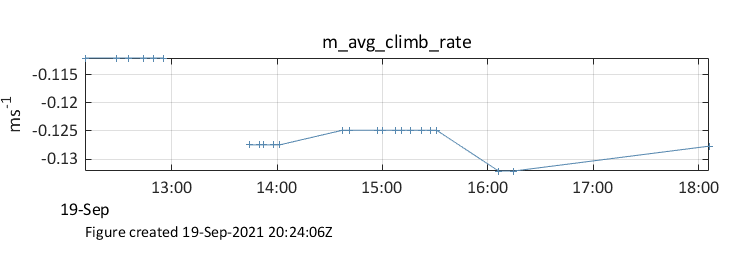 m_avg_climb_rate
ms-1
-0.115
-0.12
-0.125
-0.13
13:00 14:00 15:00 16:00 17:00 18:00
19-Sep
Figure created 19-Sep-2021 20:24:06Z